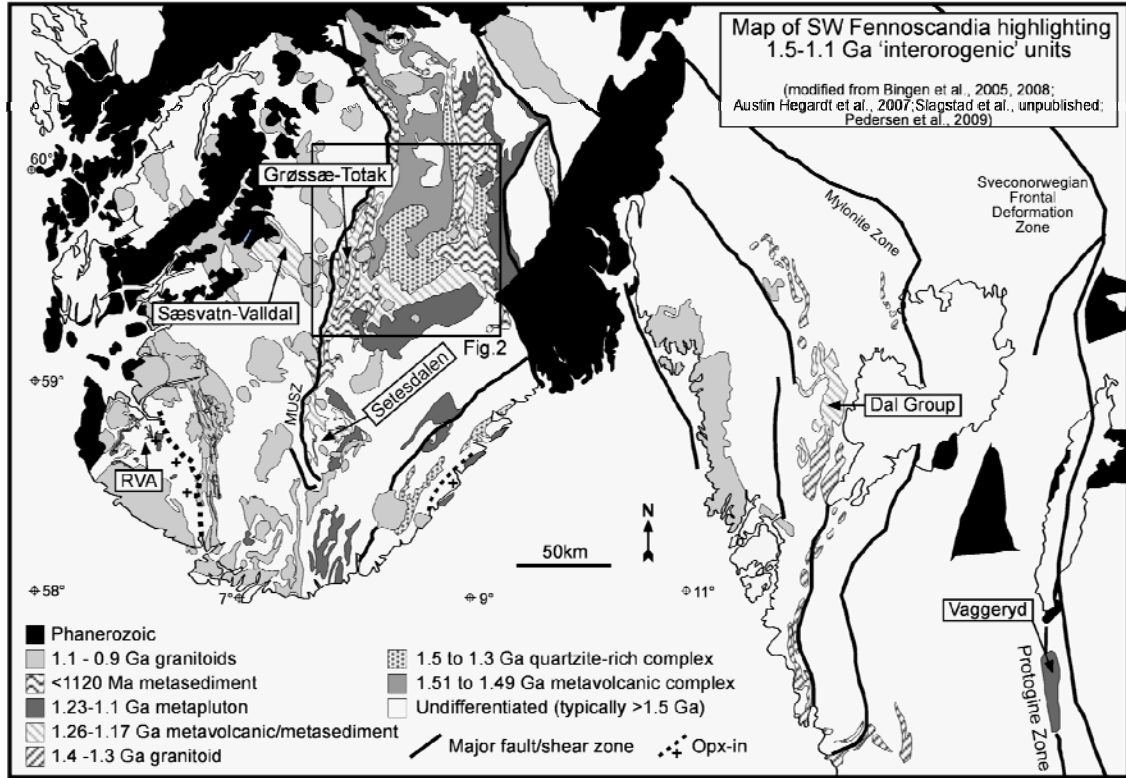 Map of SW Fennoscandia highlighting
1.5-1.1 Ga 'interorogenic' units
(modified from Bingen et al., 2005, 2008;
Austin Hegardt et al., 2007;Slagstad et al., unpublished;
Pedersen et al., 2009)
60°
Grøssæ-Totak
Mylonite Zone
Sveconorwegian
Frontal
Deformation
Zone
Sæsvatn-Valldal
Fig.2
59°
MUSZ
Setesdalen
Dal Group
RVA
N
50km
58°
7°
9°
11°
Vaggeryd
Protogine Zone
Phanerozoic
1.1 - 0.9 Ga granitoids
<1120 Ma metasediment
1.23-1.1 Ga metapluton
1.26-1.17 Ga metavolcanic/metasediment
1.4 -1.3 Ga granitoid
1.5 to 1.3 Ga quartzite-rich complex
1.51 to 1.49 Ga metavolcanic complex
Undifferentiated (typically >1.5 Ga)
Major fault/shear zone
Opx-in